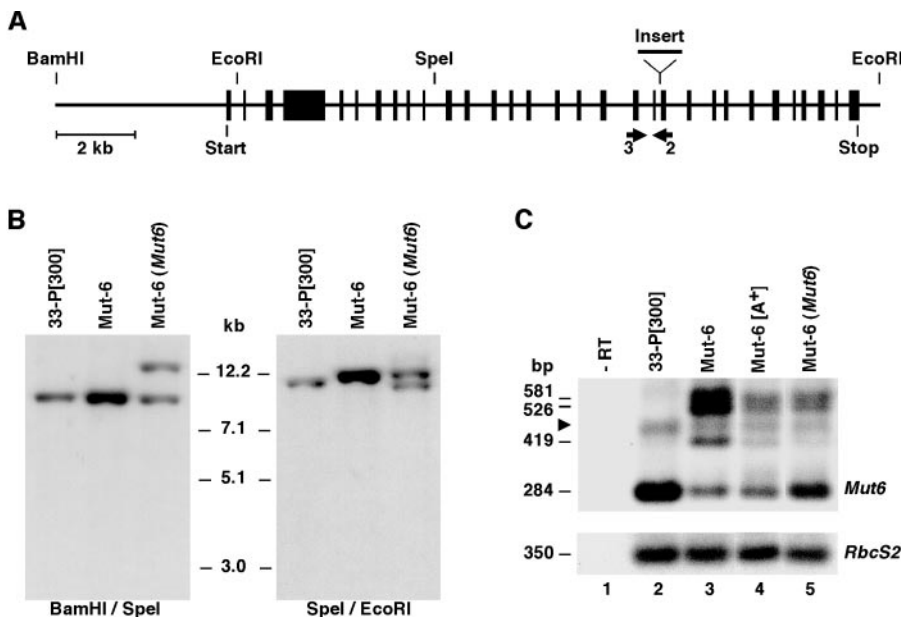 A
BamHI EcoRI SpeI Insert EcoRI
2 kb Start 3 2 Stop
B
33-P[300] Mut-6 Mut-6 (Mut6) kb 33-P[300] Mut-6 Mut-6 (Mut6)
– 12.2 –
– 7.1 –
– 5.1 –
– 3.0 –
BamHI / SpeI SpeI / EcoRI
C
bp - RT 33-P[300] Mut-6 Mut-6 [A+] Mut-6 (Mut6)
581 –
526 –
419 –
284 – Mut6
350 – RbcS2
1 2 3 4 5